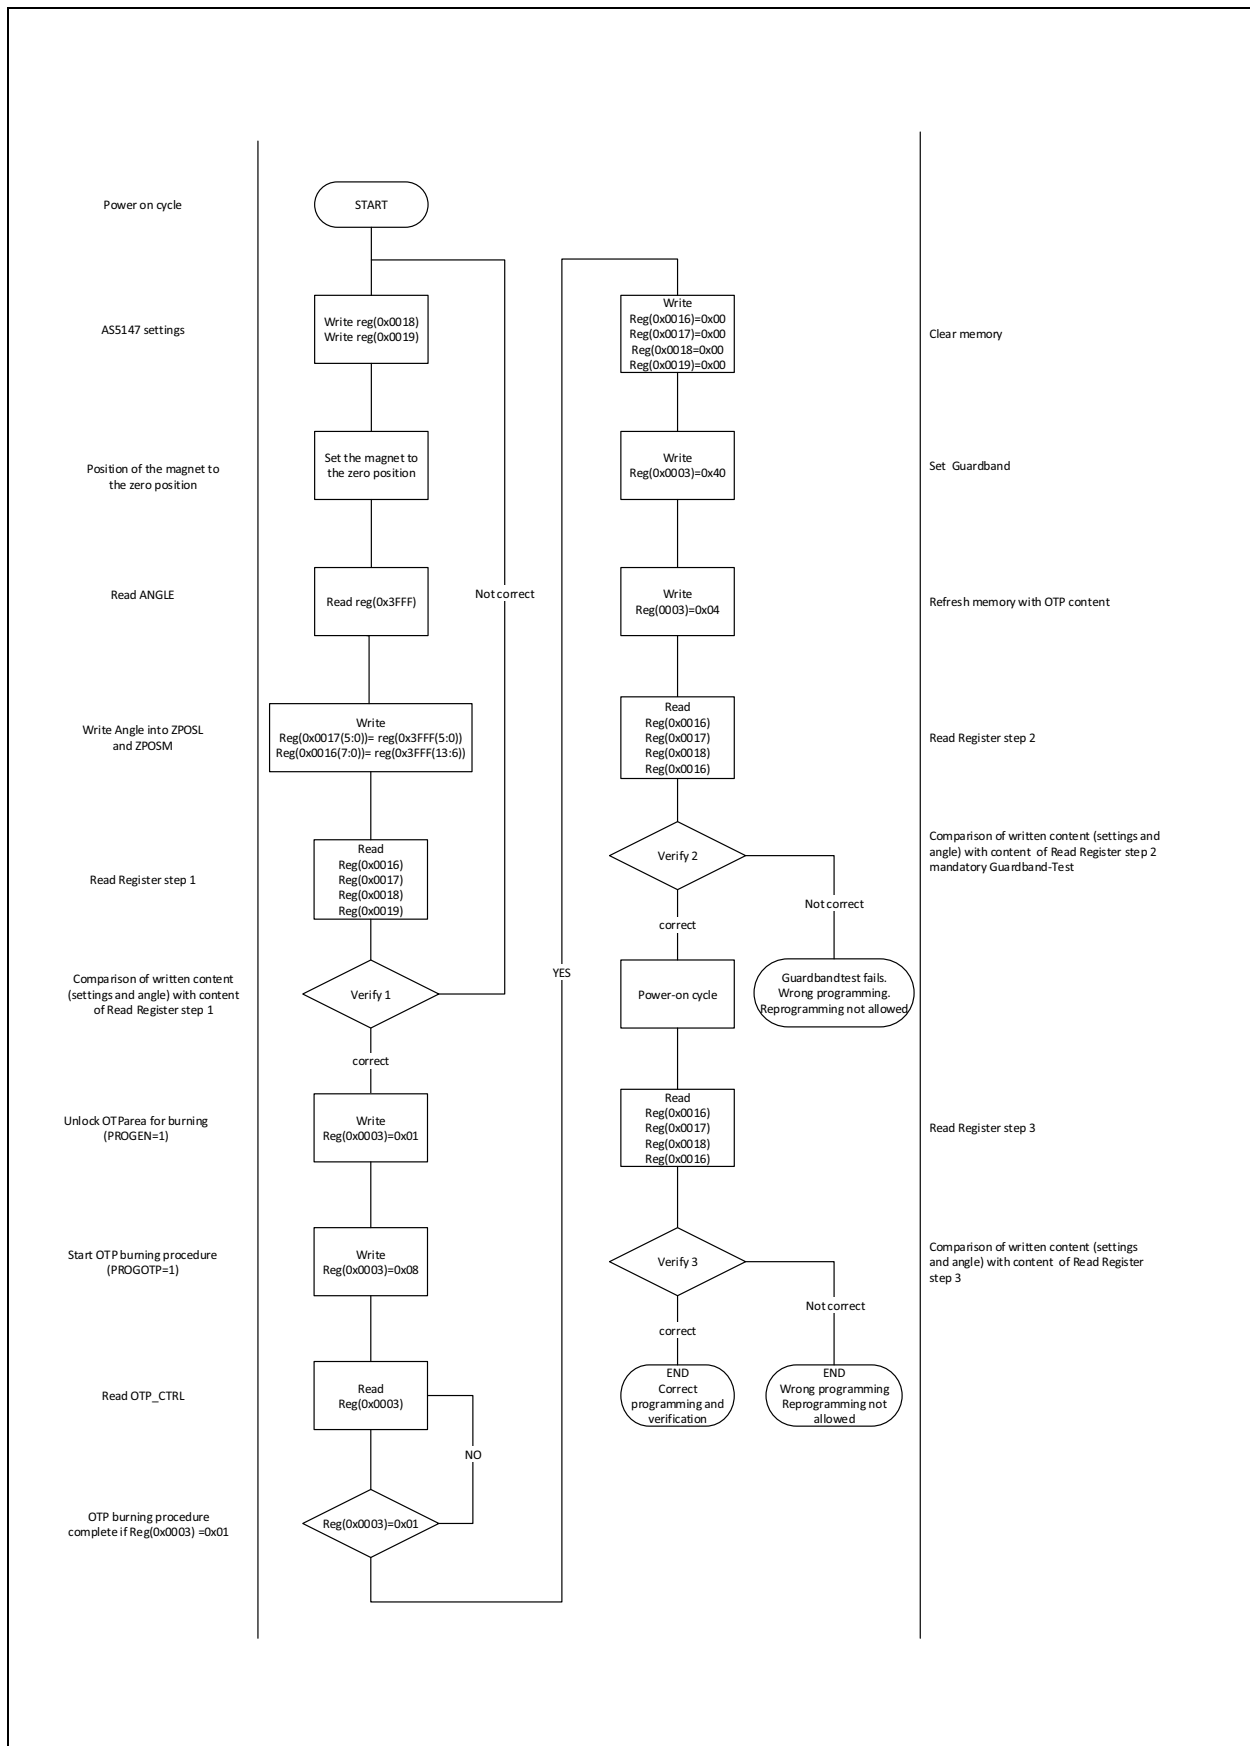 Power on cycle
START
AS5147 settings
Write reg(0x0018)
Write reg(0x0019)
Position of the magnet to
the zero position
Set the magnet to
the zero position
Read ANGLE
Read reg(0x3FFF)
Not correct
Write Angle into ZPOSL
and ZPOSM
Write
Reg(0x0017(5:0))= reg(0x3FFF(5:0))
Reg(0x0016(7:0))= reg(0x3FFF(13:6))
Read Register step 1
Read
Reg(0x0016)
Reg(0x0017)
Reg(0x0018)
Reg(0x0019)
Comparison of written content
(settings and angle) with content
of Read Register step 1
Verify 1
correct
Unlock OTParea for burning
(PROGEN=1)
Write
Reg(0x0003)=0x01
Start OTP burning procedure
(PROGOTP=1)
Write
Reg(0x0003)=0x08
Read OTP_CTRL
Read
Reg(0x0003)
NO
OTP burning procedure
complete if Reg(0x0003) =0x01
Reg(0x0003)=0x01
YES
Write
Reg(0x0016)=0x00
Reg(0x0017)=0x00
Reg(0x0018=0x00
Reg(0x0019)=0x00
Clear memory
Write
Reg(0x0003)=0x40
Set Guardband
Write
Reg(0003)=0x04
Refresh memory with OTP content
Read
Reg(0x0016)
Reg(0x0017)
Reg(0x0018)
Reg(0x0016)
Read Register step 2
Verify 2
Comparison of written content (settings and
angle) with content of Read Register step 2
mandatory Guardband-Test
Not correct
correct
Guardbandtest fails.
Wrong programming.
Reprogramming not allowed
Power-on cycle
Read
Reg(0x0016)
Reg(0x0017)
Reg(0x0018)
Reg(0x0016)
Read Register step 3
Verify 3
Comparison of written content (settings
and angle) with content of Read Register
step 3
Not correct
correct
END
Correct
programming and
verification
END
Wrong programming
Reprogramming not
allowed